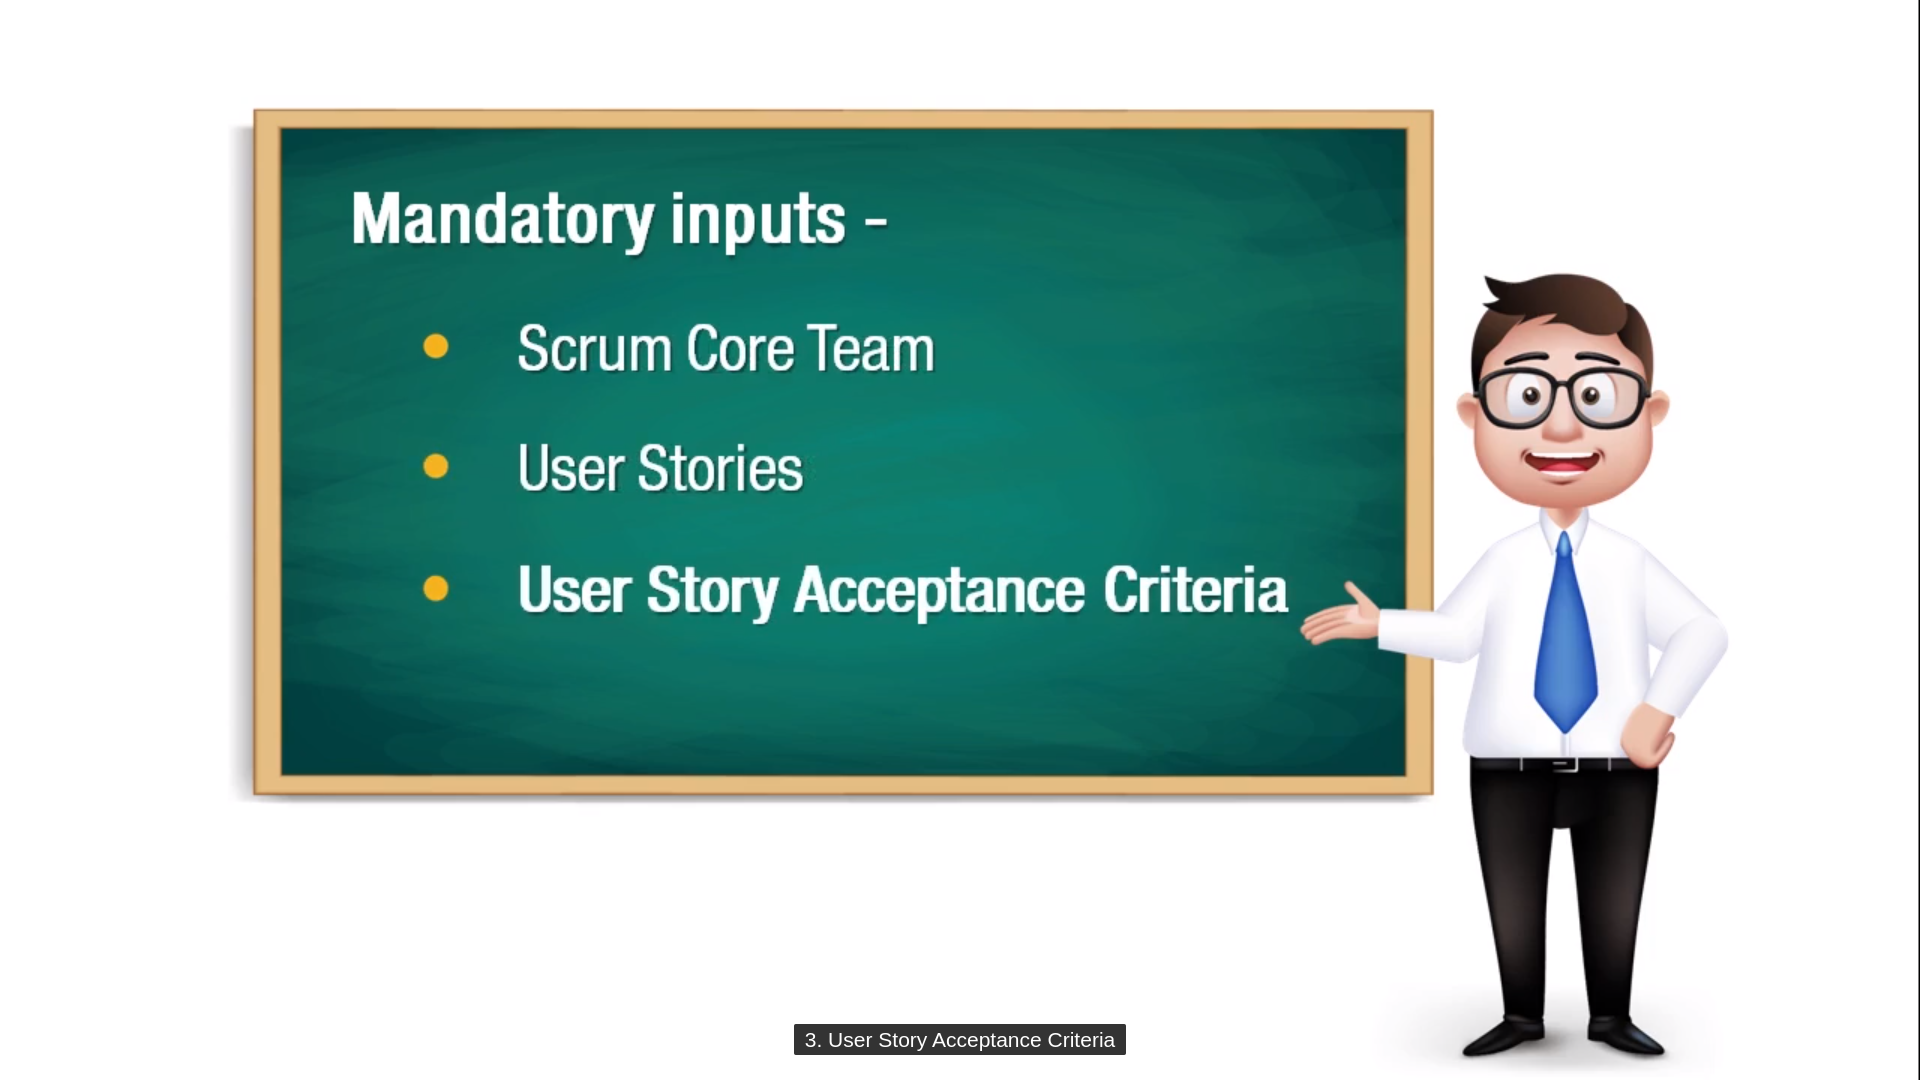 Mandatory inputs -
Scrum Core Team
User Stories
User Story Acceptance Criteria
3. User Story Acceptance Criteria